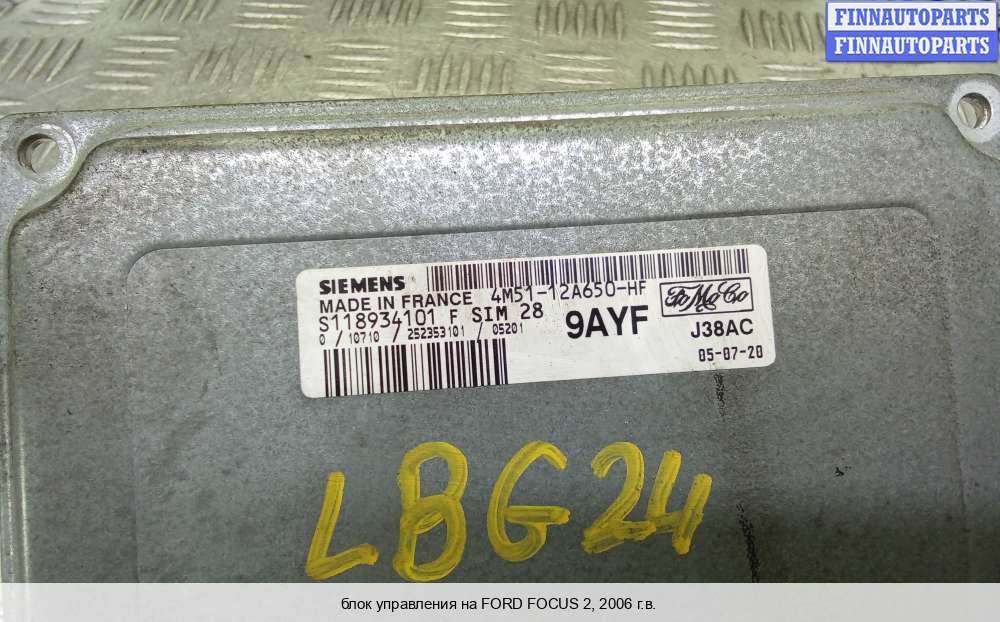 FINNAUTOPARTS
FINNAUTOPARTS
SIEMENS
MADE IN FRANCE 4M51-12A650-HF
S118934101 F SIM 28
0 / 10710 / 252353101 / 05201
9AYF
FoMoCo
J38AC
05-07-20
LBG24
блок управления на FORD FOCUS 2, 2006 г.в.